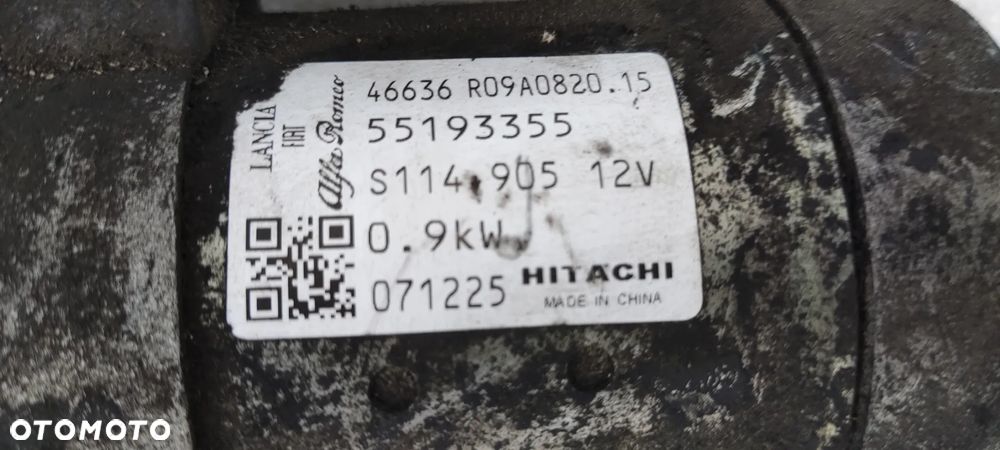 46636 R09A0820.15
55193355
S114.905 12V
0.9kW
071225 HITACHI
MADE IN CHINA
LANCIA
FIAT
Alfa Romeo
OTOMOTO